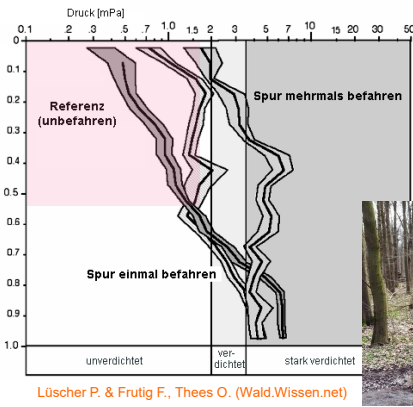 Druck [mPa]
0.1 .2 .3 .4 .5 .7 1.0 1.5 2 3 5 10 15 20 30 50
0
0.1
0.2
0.3
0.4
0.5
0.6
0.7
0.8
0.9
1.0
Referenz
(unbefahren)
Spur mehrmals befahren
Spur einmal befahren
unverdichtet
ver-
dichtet
stark verdichtet
Lüscher P. & Frutig F., Thees O. (Wald.Wissen.net)